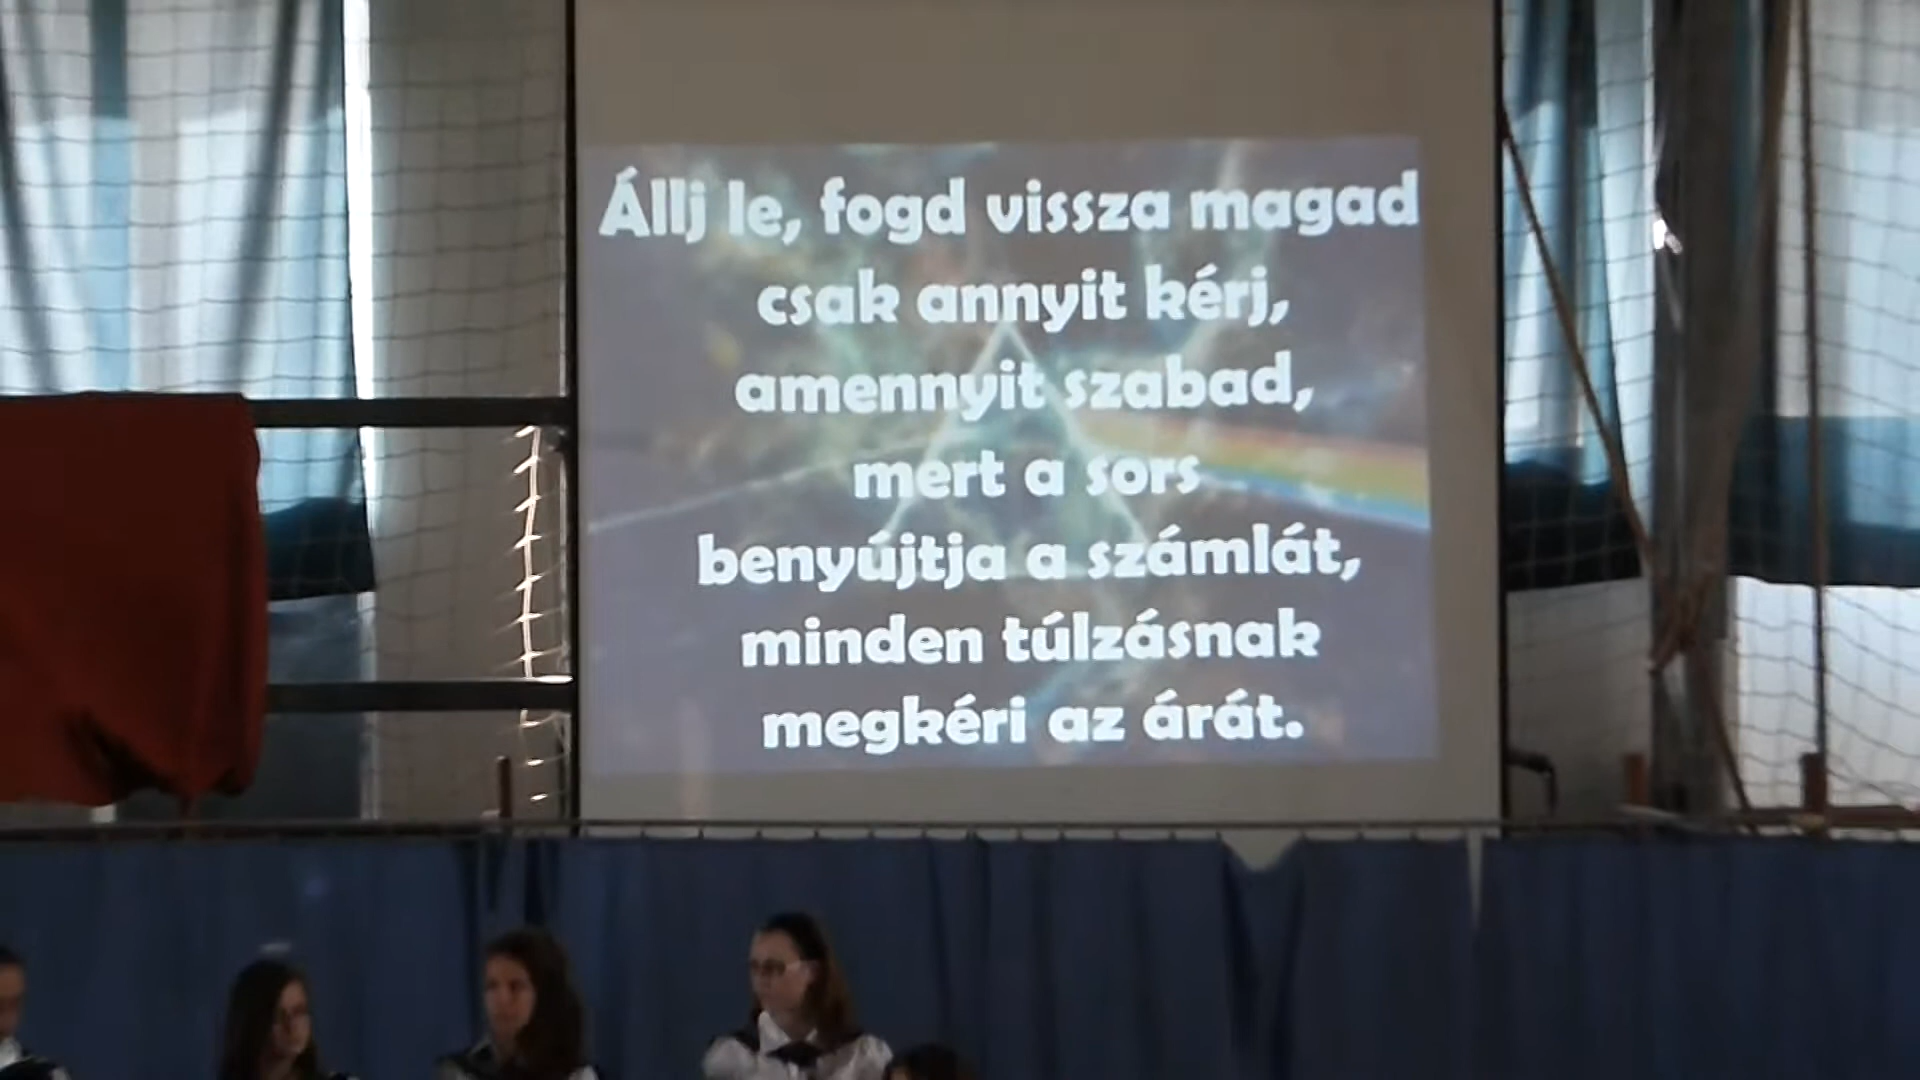 Állj le, fogd vissza magad
csak annyit kérj,
amennyit szabad,
mert a sors
benyújtja a számlát,
minden túlzásnak
megkéri az árát.